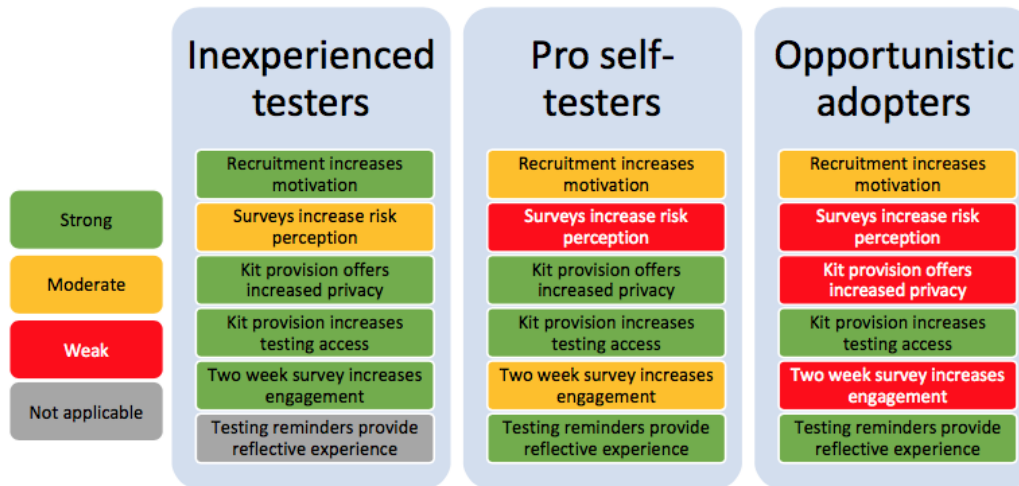 Inexperienced
testers
Recruitment increases
motivation
Surveys increase risk
perception
Kit provision offers
increased privacy
Kit provision increases
testing access
Two week survey increases
engagement
Testing reminders provide
reflective experience
Pro self-
testers
Recruitment increases
motivation
Surveys increase risk
perception
Kit provision offers
increased privacy
Kit provision increases
testing access
Two week survey increases
engagement
Testing reminders provide
reflective experience
Opportunistic
adopters
Recruitment increases
motivation
Surveys increase risk
perception
Kit provision offers
increased privacy
Kit provision increases
testing access
Two week survey increases
engagement
Testing reminders provide
reflective experience
Strong
Moderate
Weak
Not applicable